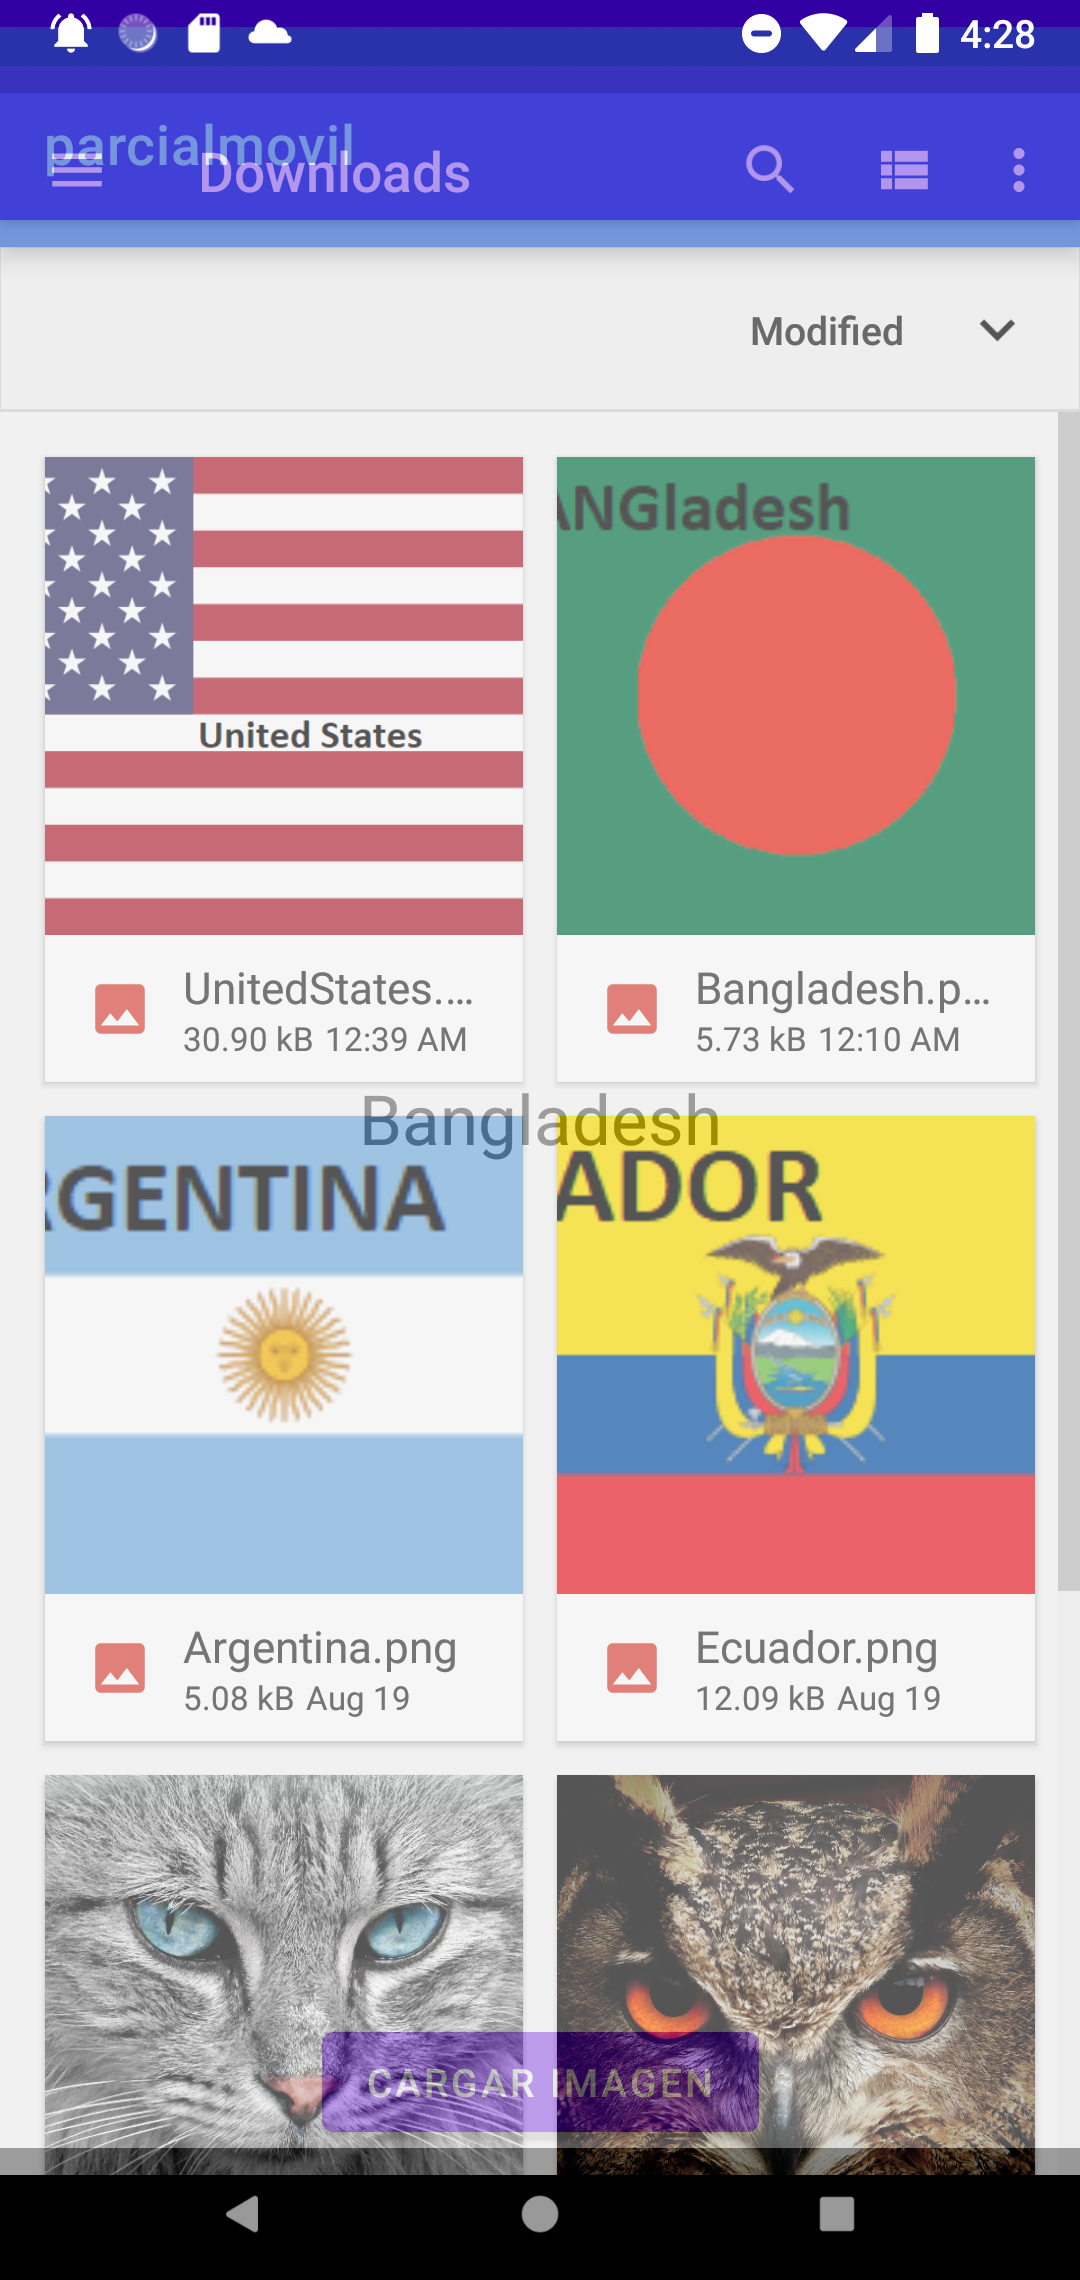 4:28
parcialmovil
Downloads
Modified
United States
ANGladesh
UnitedStates.…
30.90 kB 12:39 AM
Bangladesh.p…
5.73 kB 12:10 AM
Bangladesh
RGENTINA
ADOR
Argentina.png
5.08 kB Aug 19
Ecuador.png
12.09 kB Aug 19
CARGAR IMAGEN